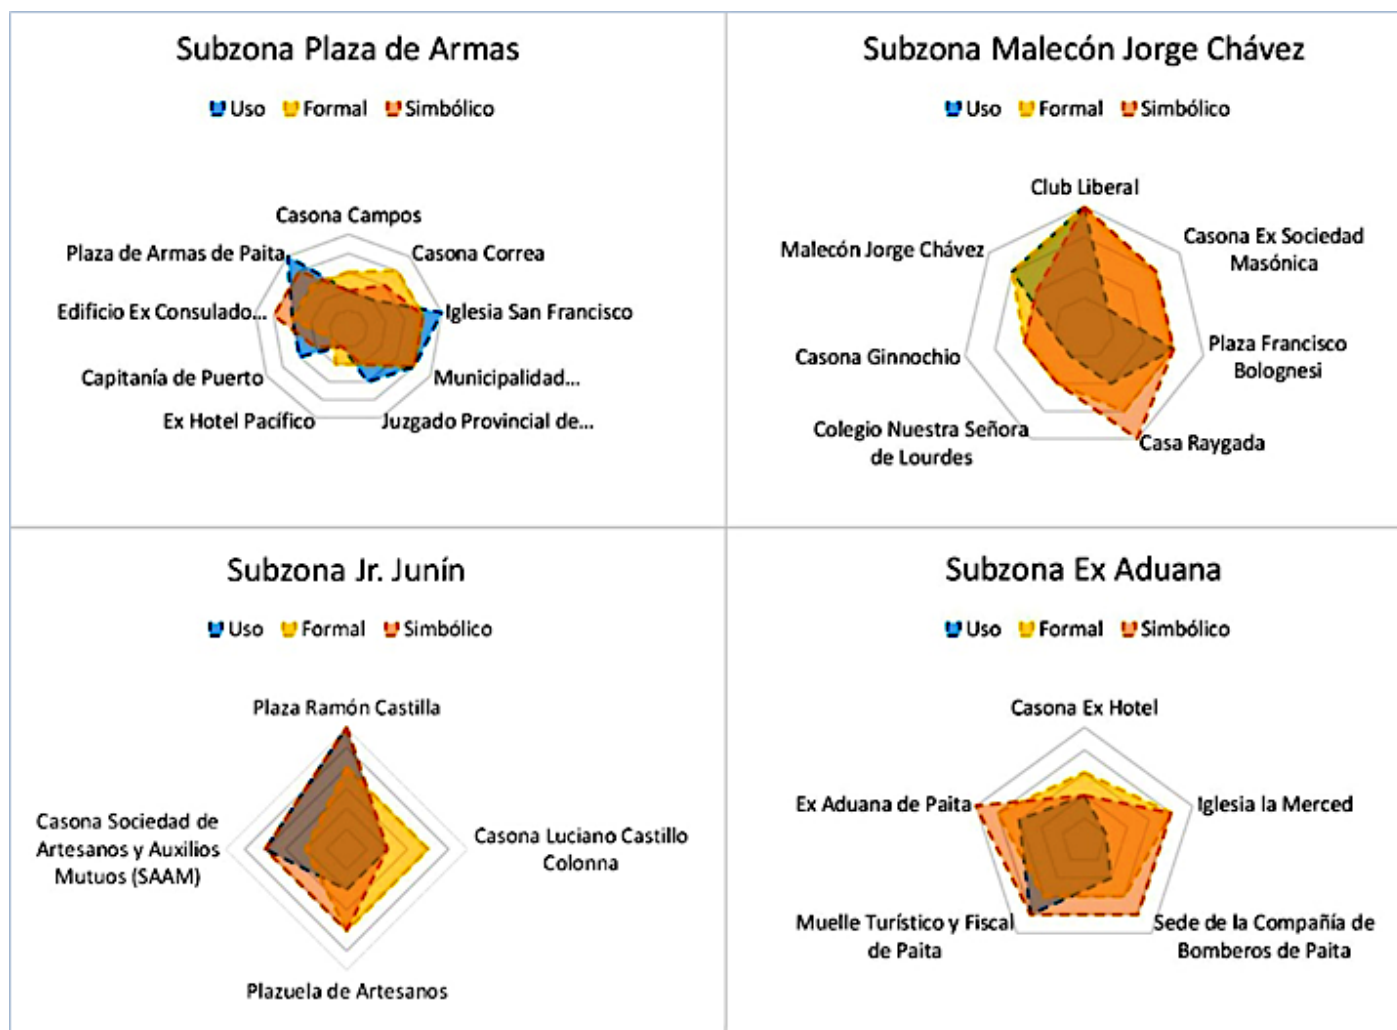 Subzona Plaza de Armas
Uso Formal Simbólico
Casona Campos
Plaza de Armas de Paita
Casona Correa
Edificio Ex Consulado...
Iglesia San Francisco
Capitanía de Puerto
Municipalidad...
Ex Hotel Pacífico
Juzgado Provincial de...
Subzona Malecón Jorge Chávez
Uso Formal Simbólico
Club Liberal
Malecón Jorge Chávez
Casona Ex Sociedad
Masónica
Casona Ginnochio
Plaza Francisco
Bolognesi
Colegio Nuestra Señora
de Lourdes
Casa Raygada
Subzona Jr. Junín
Uso Formal Simbólico
Plaza Ramón Castilla
Casona Sociedad de
Artesanos y Auxilios
Mutuos (SAAM)
Casona Luciano Castillo
Colonna
Plazuela de Artesanos
Subzona Ex Aduana
Uso Formal Simbólico
Casona Ex Hotel
Ex Aduana de Paita
Iglesia la Merced
Muelle Turístico y Fiscal
de Paita
Sede de la Compañía de
Bomberos de Paita